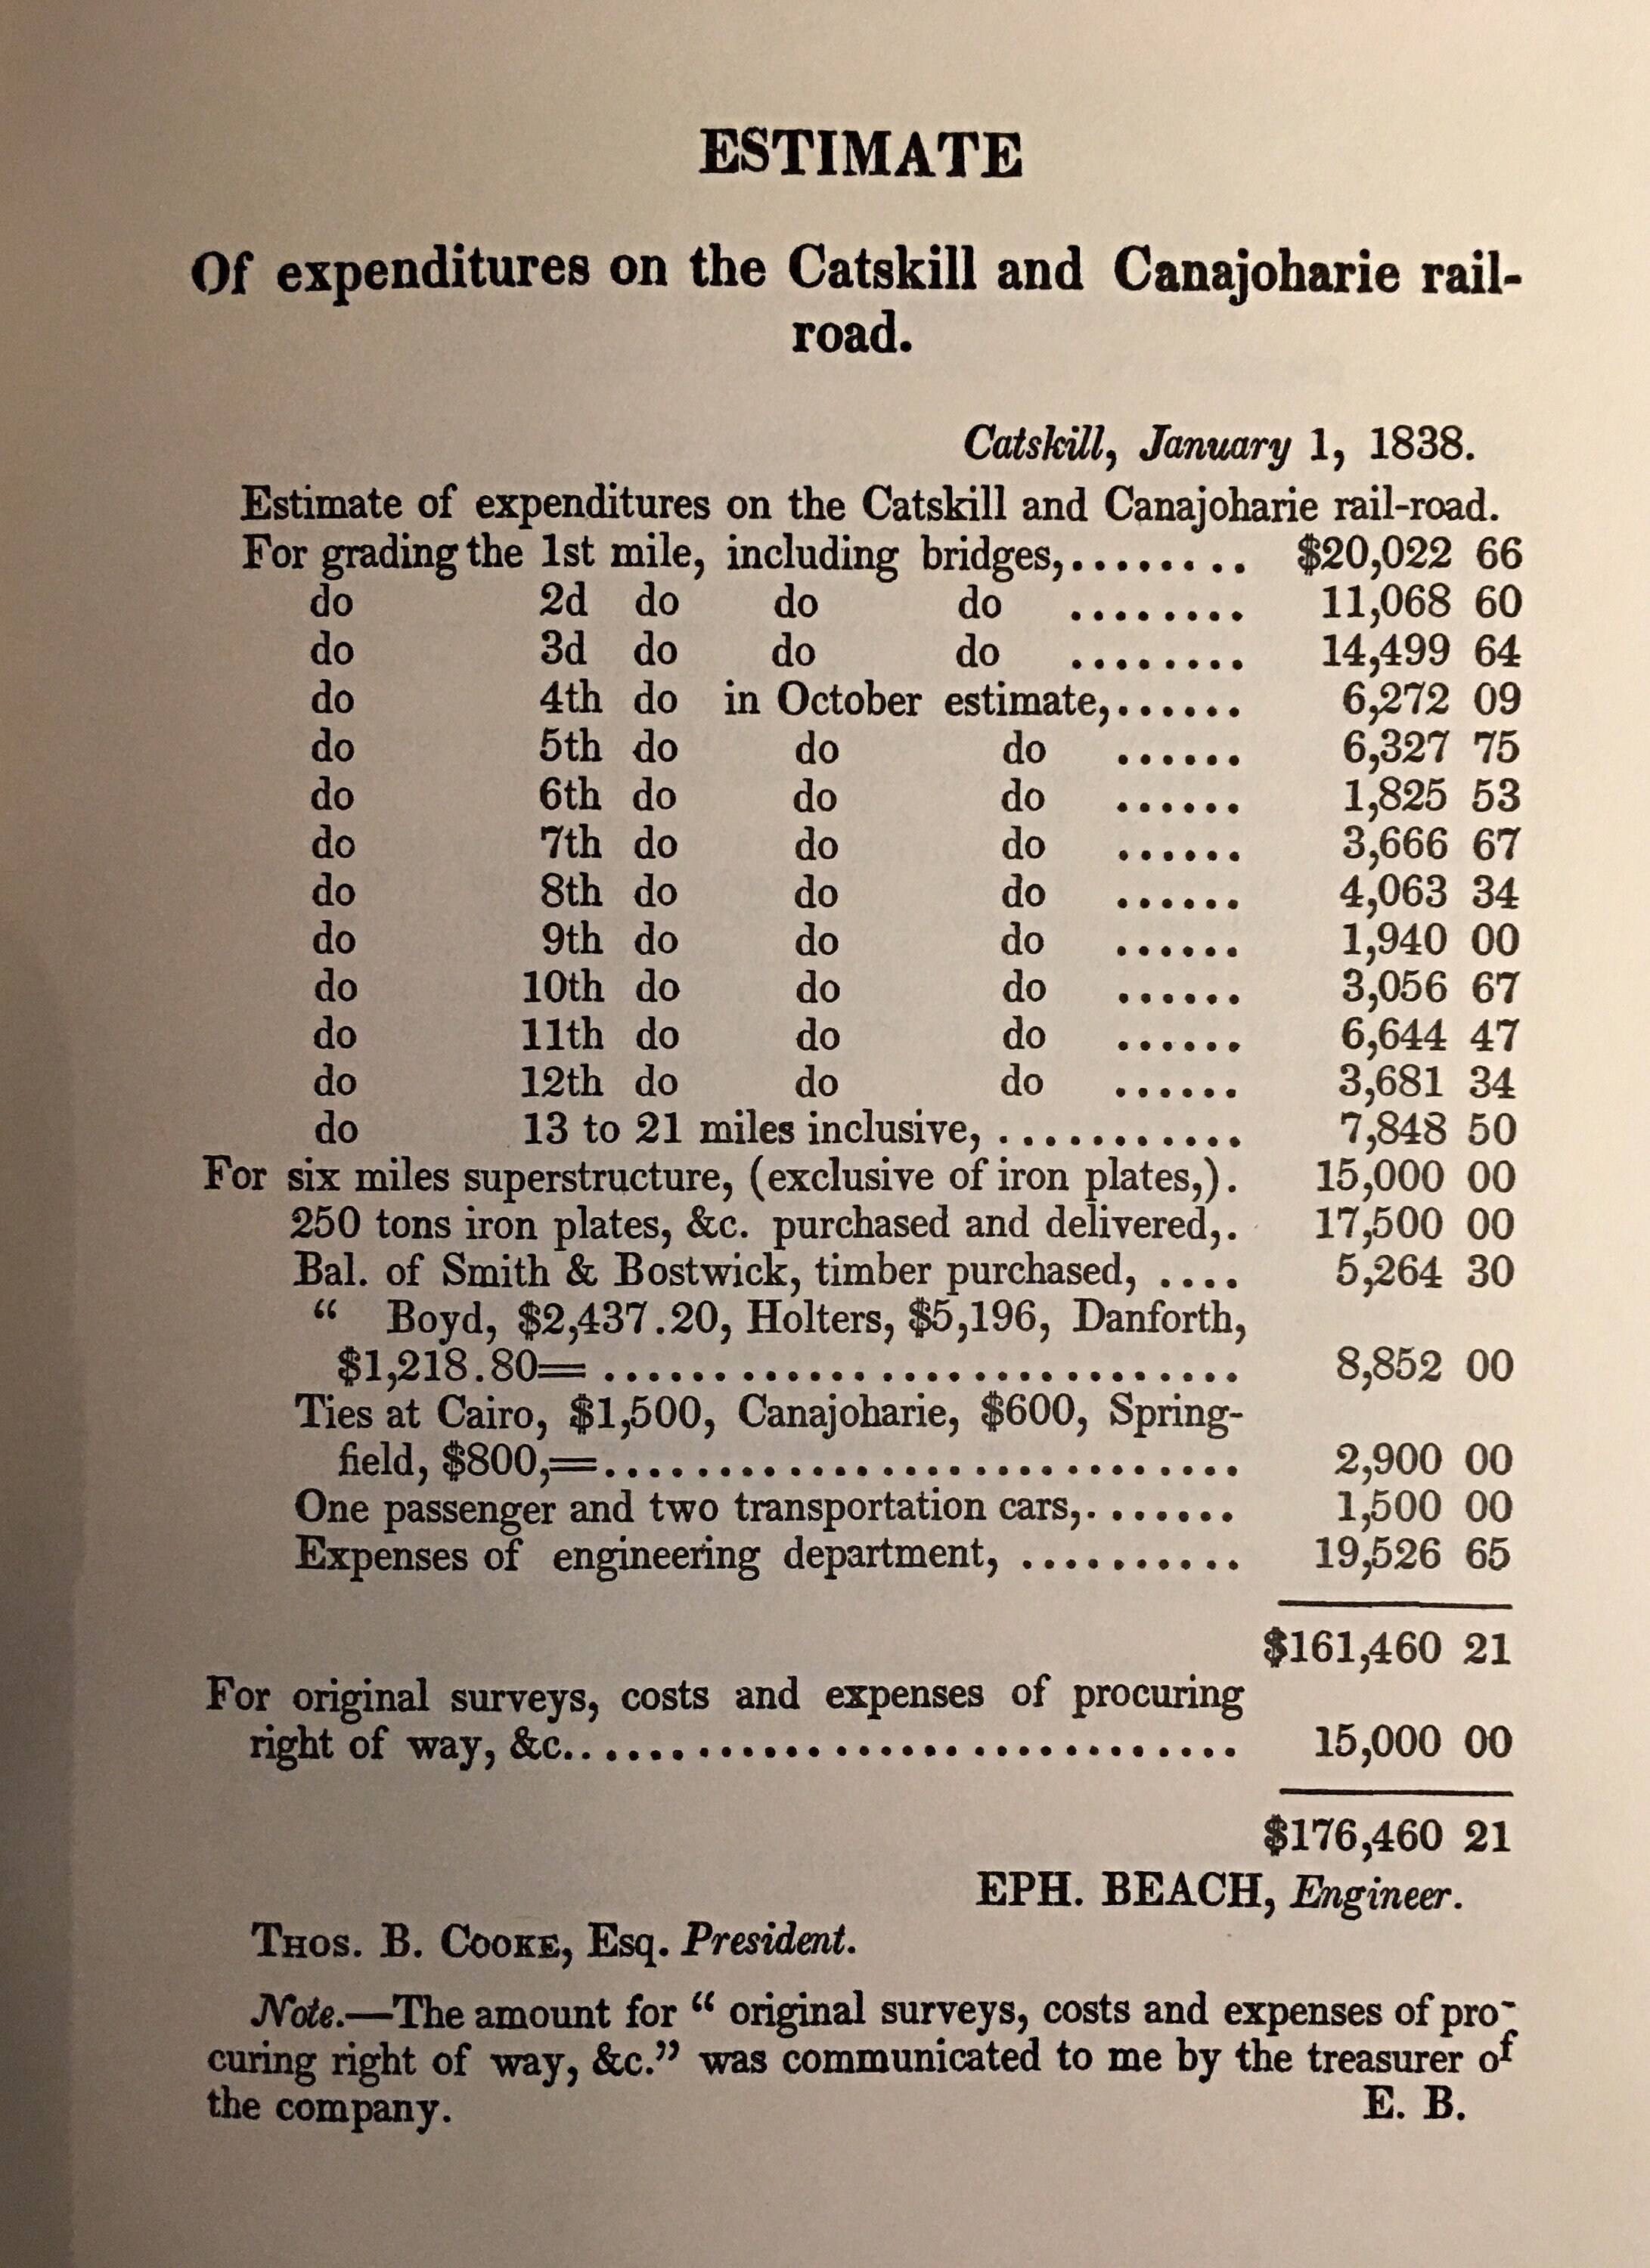 ESTIMATE
Of expenditures on the Catskill and Canajoharie rail-
road.
Catskill, January 1, 1838.
Estimate of expenditures on the Catskill and Canajoharie rail-road.
For grading the 1st mile, including bridges,........ $20,022 66
do 2d do do do ........ 11,068 60
do 3d do do do ........ 14,499 64
do 4th do in October estimate,...... 6,272 09
do 5th do do do ...... 6,327 75
do 6th do do do ...... 1,825 53
do 7th do do do ...... 3,666 67
do 8th do do do ...... 4,063 34
do 9th do do do ...... 1,940 00
do 10th do do do ...... 3,056 67
do 11th do do do ...... 6,644 47
do 12th do do do ...... 3,681 34
do 13 to 21 miles inclusive, ........... 7,848 50
For six miles superstructure, (exclusive of iron plates,). 15,000 00
250 tons iron plates, &c. purchased and delivered,. 17,500 00
Bal. of Smith & Bostwick, timber purchased, .... 5,264 30
“ Boyd, $2,437.20, Holters, $5,196, Danforth,
$1,218.80= ............................ 8,852 00
Ties at Cairo, $1,500, Canajoharie, $600, Spring-
field, $800,=............................ 2,900 00
One passenger and two transportation cars,....... 1,500 00
Expenses of engineering department, .......... 19,526 65
$161,460 21
For original surveys, costs and expenses of procuring
right of way, &c.............................. 15,000 00
$176,460 21
EPH. BEACH, Engineer.
THOS. B. COOKE, Esq. President.
Note.—The amount for “ original surveys, costs and expenses of pro-
curing right of way, &c.” was communicated to me by the treasurer of
the company. E. B.